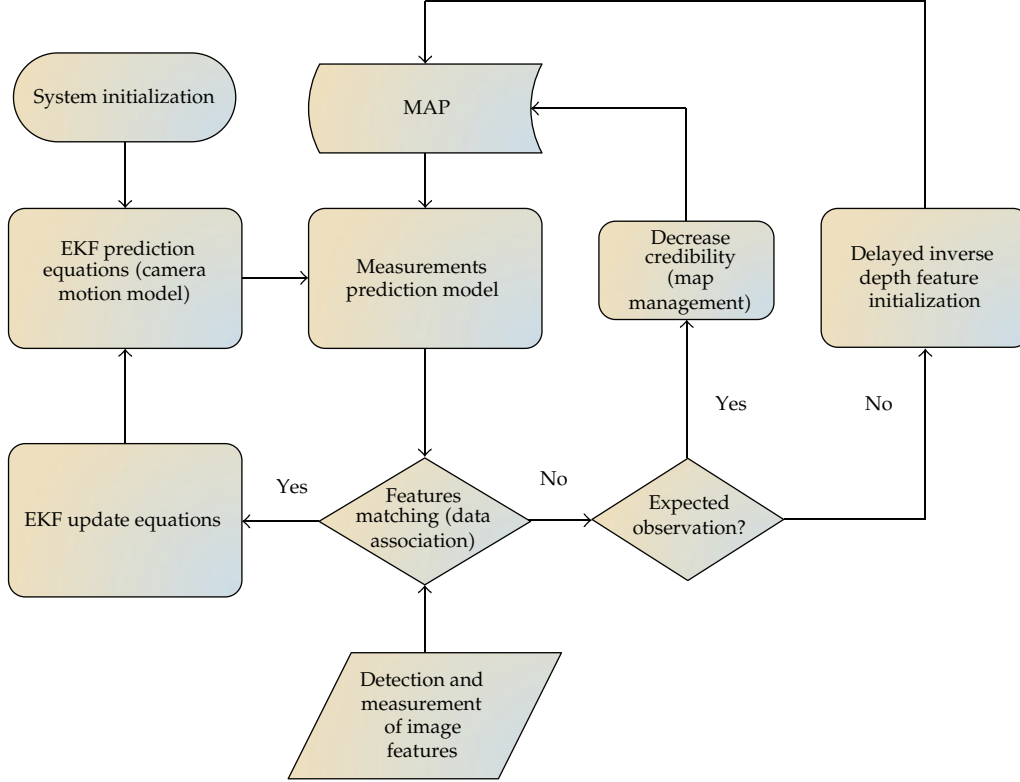 System initialization
MAP
EKF prediction
equations (camera
motion model)
Measurements
prediction model
Decrease
credibility
(map
management)
Delayed inverse
depth feature
initialization
Yes
No
EKF update equations
Yes
Features
matching (data
association)
No
Expected
observation?
Detection and
measurement
of image
features